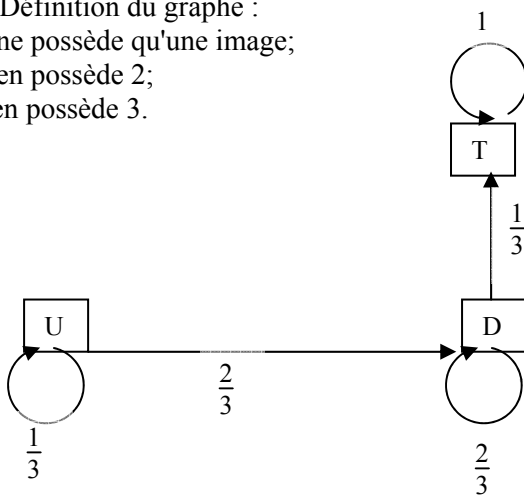 Définition du graphe :
ne possède qu'une image;
en possède 2;
en possède 3.
1
T
1/3
U
D
2/3
1/3
2/3